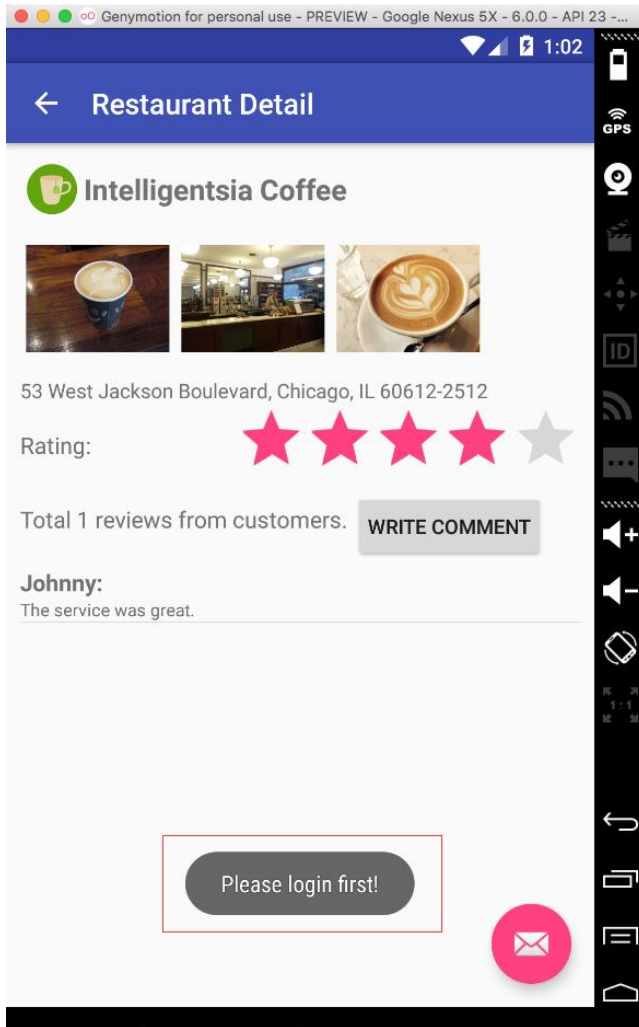 Genymotion for personal use - PREVIEW - Google Nexus 5X - 6.0.0 - API 23 -...
1:02
Restaurant Detail
GPS
Intelligentsia Coffee
ID
53 West Jackson Boulevard, Chicago, IL 60612-2512
Rating:
Total 1 reviews from customers. WRITE COMMENT
Johnny:
The service was great.
1:1
Please login first!